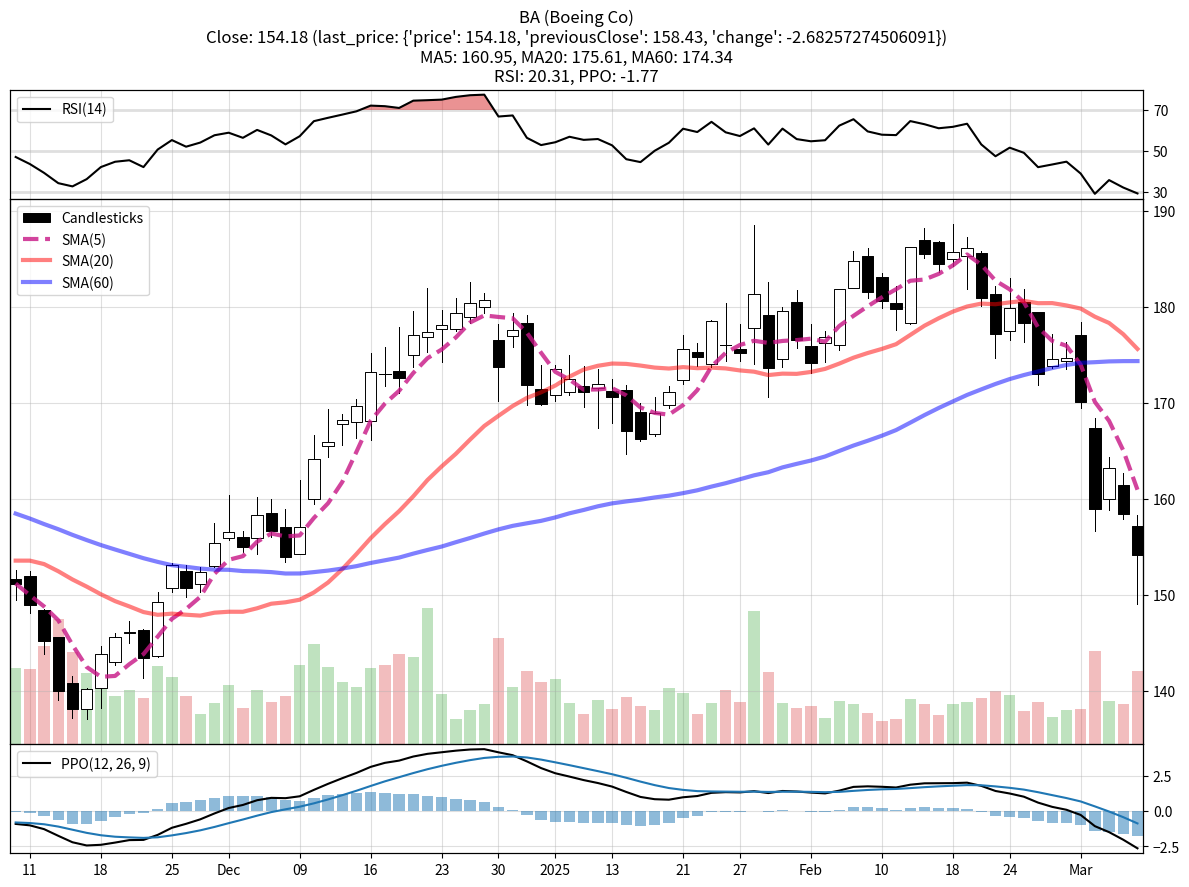 BA (Boeing Co)
Close: 154.18 (last_price: {'price': 154.18, 'previousClose': 158.43, 'change': -2.68257274506091})
MA5: 160.95, MA20: 175.61, MA60: 174.34
RSI: 20.31, PPO: -1.77
RSI(14)
70
50
30
Candlesticks
SMA(5)
SMA(20)
SMA(60)
190
180
170
160
150
140
PPO(12, 26, 9)
2.5
0.0
−2.5
11 18 25 Dec 09 16 23 30 2025 13 21 27 Feb 10 18 24 Mar